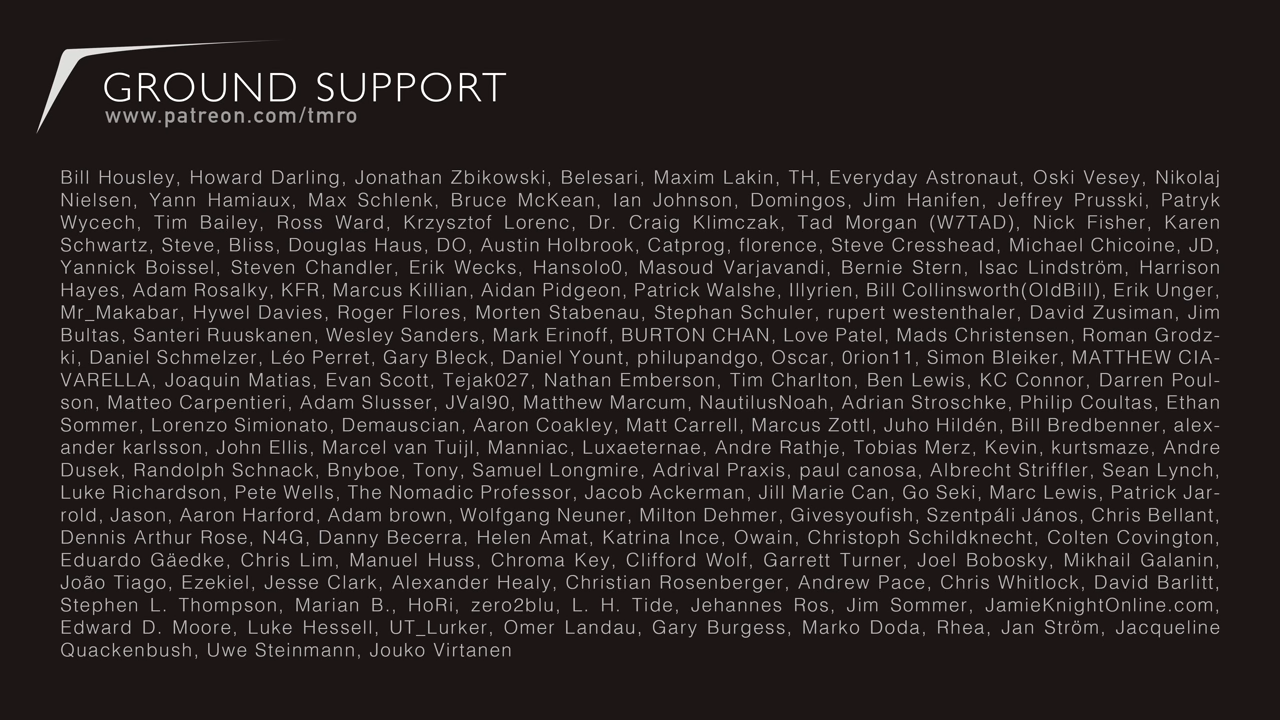 GROUND SUPPORT
www.patreon.com/tmro
Bill Housley, Howard Darling, Jonathan Zbikowski, Belesari, Maxim Lakin, TH, Everyday Astronaut, Oski Vesey, Nikolaj
Nielsen, Yann Hamiaux, Max Schlenk, Bruce McKean, Ian Johnson, Domingos, Jim Hanifen, Jeffrey Prusski, Patryk
Wycech, Tim Bailey, Ross Ward, Krzysztof Lorenc, Dr. Craig Klimczak, Tad Morgan (W7TAD), Nick Fisher, Karen
Schwartz, Steve, Bliss, Douglas Haus, DO, Austin Holbrook, Catprog, florence, Steve Cresshead, Michael Chicoine, JD,
Yannick Boissel, Steven Chandler, Erik Wecks, Hansolo0, Masoud Varjavandi, Bernie Stern, Isac Lindström, Harrison
Hayes, Adam Rosalky, KFR, Marcus Killian, Aidan Pidgeon, Patrick Walshe, Illyrien, Bill Collinsworth(OldBill), Erik Unger,
Mr_Makabar, Hywel Davies, Roger Flores, Morten Stabenau, Stephan Schuler, rupert westenthaler, David Zusiman, Jim
Bultas, Santeri Ruuskanen, Wesley Sanders, Mark Erinoff, BURTON CHAN, Love Patel, Mads Christensen, Roman Grodz-
ki, Daniel Schmelzer, Léo Perret, Gary Bleck, Daniel Yount, philupandgo, Oscar, 0rion11, Simon Bleiker, MATTHEW CIA-
VARELLA, Joaquin Matias, Evan Scott, Tejak027, Nathan Emberson, Tim Charlton, Ben Lewis, KC Connor, Darren Poul-
son, Matteo Carpentieri, Adam Slusser, JVal90, Matthew Marcum, NautilusNoah, Adrian Stroschke, Philip Coultas, Ethan
Sommer, Lorenzo Simionato, Demauscian, Aaron Coakley, Matt Carrell, Marcus Zottl, Juho Hildén, Bill Bredbenner, alex-
ander karlsson, John Ellis, Marcel van Tuijl, Manniac, Luxaeternae, Andre Rathje, Tobias Merz, Kevin, kurtsmaze, Andre
Dusek, Randolph Schnack, Bnyboe, Tony, Samuel Longmire, Adrival Praxis, paul canosa, Albrecht Striffler, Sean Lynch,
Luke Richardson, Pete Wells, The Nomadic Professor, Jacob Ackerman, Jill Marie Can, Go Seki, Marc Lewis, Patrick Jar-
rold, Jason, Aaron Harford, Adam brown, Wolfgang Neuner, Milton Dehmer, Givesyoufish, Szentpáli János, Chris Bellant,
Dennis Arthur Rose, N4G, Danny Becerra, Helen Amat, Katrina Ince, Owain, Christoph Schildknecht, Colten Covington,
Eduardo Gäedke, Chris Lim, Manuel Huss, Chroma Key, Clifford Wolf, Garrett Turner, Joel Bobosky, Mikhail Galanin,
João Tiago, Ezekiel, Jesse Clark, Alexander Healy, Christian Rosenberger, Andrew Pace, Chris Whitlock, David Barlitt,
Stephen L. Thompson, Marian B., HoRi, zero2blu, L. H. Tide, Jehannes Ros, Jim Sommer, JamieKnightOnline.com,
Edward D. Moore, Luke Hessell, UT_Lurker, Omer Landau, Gary Burgess, Marko Doda, Rhea, Jan Ström, Jacqueline
Quackenbush, Uwe Steinmann, Jouko Virtanen